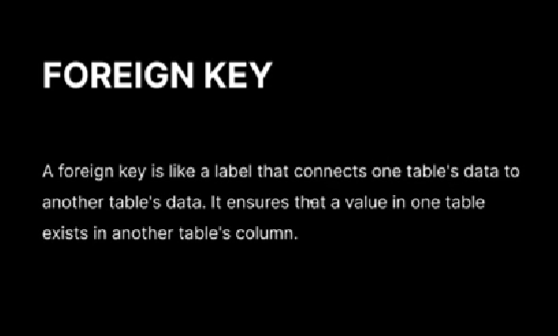 FOREIGN KEY
A foreign key is like a label that connects one table's data to
another table's data. It ensures that a value in one table
exists in another table's column.